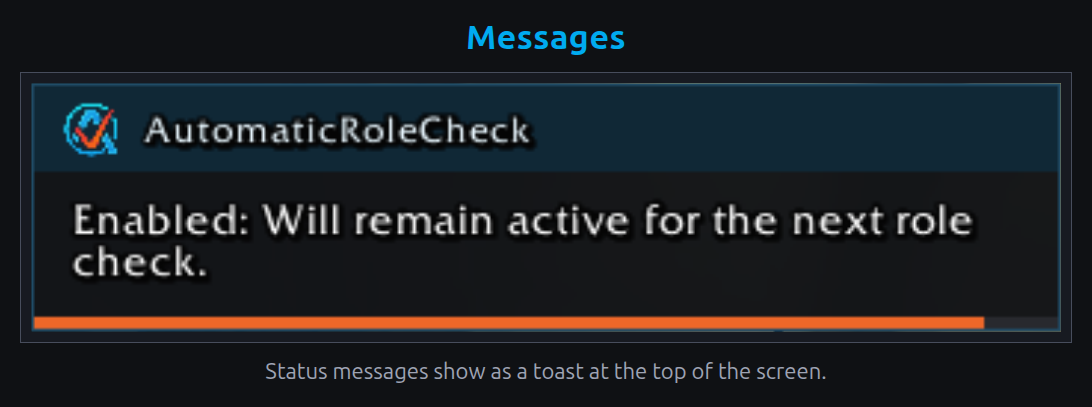 Messages
AutomaticRoleCheck
Enabled: Will remain active for the next role
check.
Status messages show as a toast at the top of the screen.